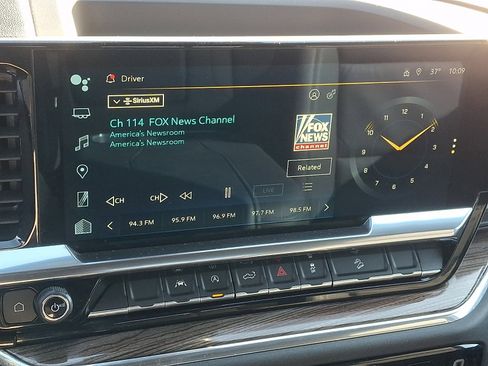 Driver
37° 10:09
SiriusXM
Ch 114 FOX News Channel
America's Newsroom
America's Newsroom
FOX
NEWS
channel
Related
CH CH
LIVE
94.3 FM 95.9 FM 96.9 FM 97.7 FM 98.5 FM